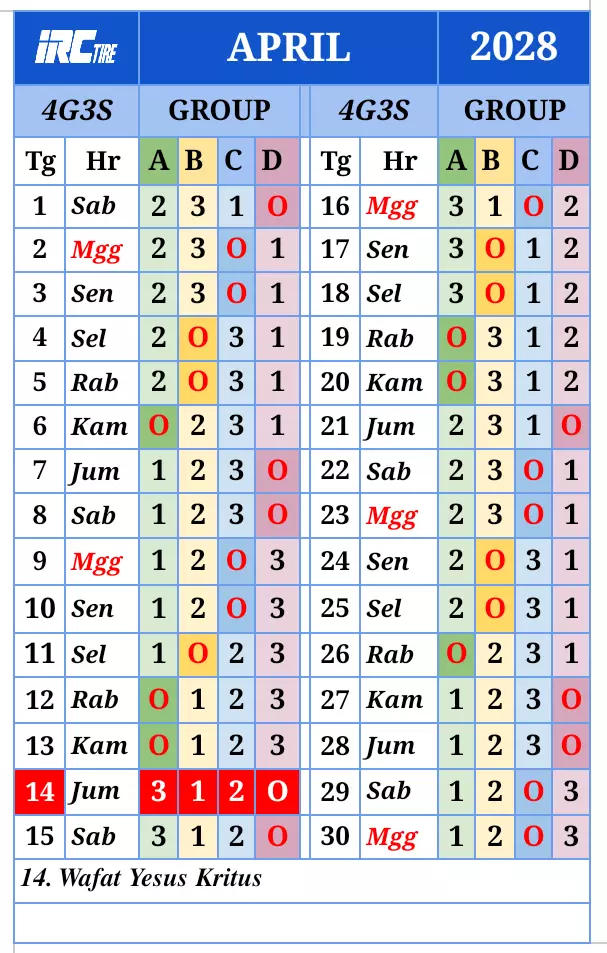 IRC TIRE APRIL 2028
4G3S GROUP 4G3S GROUP
Tg Hr A B C D Tg Hr A B C D
1 Sab 2 3 1 O 16 Mgg 3 1 O 2
2 Mgg 2 3 O 1 17 Sen 3 O 1 2
3 Sen 2 3 O 1 18 Sel 3 O 1 2
4 Sel 2 O 3 1 19 Rab O 3 1 2
5 Rab 2 O 3 1 20 Kam O 3 1 2
6 Kam O 2 3 1 21 Jum 2 3 1 O
7 Jum 1 2 3 O 22 Sab 2 3 O 1
8 Sab 1 2 3 O 23 Mgg 2 3 O 1
9 Mgg 1 2 O 3 24 Sen 2 O 3 1
10 Sen 1 2 O 3 25 Sel 2 O 3 1
11 Sel 1 O 2 3 26 Rab O 2 3 1
12 Rab O 1 2 3 27 Kam 1 2 3 O
13 Kam O 1 2 3 28 Jum 1 2 3 O
14 Jum 3 1 2 O 29 Sab 1 2 O 3
15 Sab 3 1 2 O 30 Mgg 1 2 O 3
14. Wafat Yesus Kritus